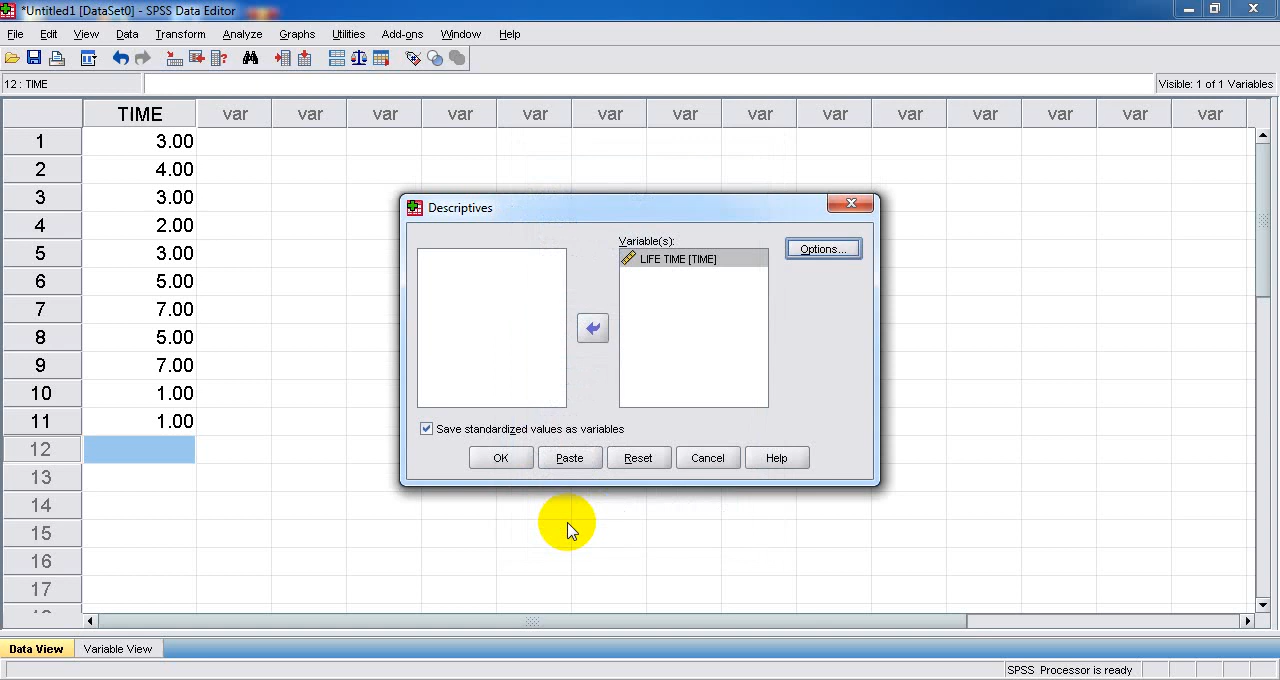 *Untitled1 [DataSet0] - SPSS Data Editor
File Edit View Data Transform Analyze Graphs Utilities Add-ons Window Help
12 : TIME
Visible: 1 of 1 Variables
TIME var var var var var var var var var var var var var var
1 3.00
2 4.00
3 3.00
4 2.00
5 3.00
6 5.00
7 7.00
8 5.00
9 7.00
10 1.00
11 1.00
12
13
14
15
16
17
Descriptives
Variable(s):
LIFE TIME [TIME]
Options...
Save standardized values as variables
OK Paste Reset Cancel Help
Data View Variable View
SPSS Processor is ready